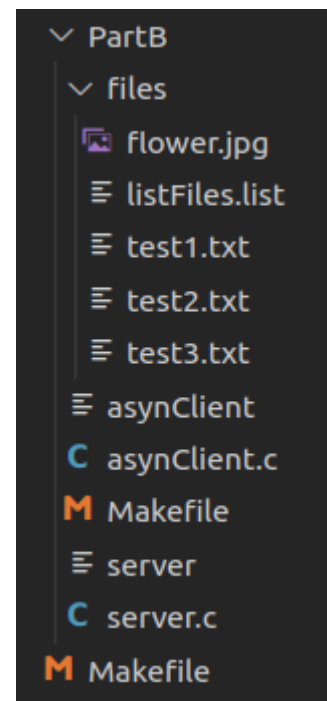 PartB
files
flower.jpg
listFiles.list
test1.txt
test2.txt
test3.txt
asynClient
C asynClient.c
M Makefile
server
C server.c
M Makefile